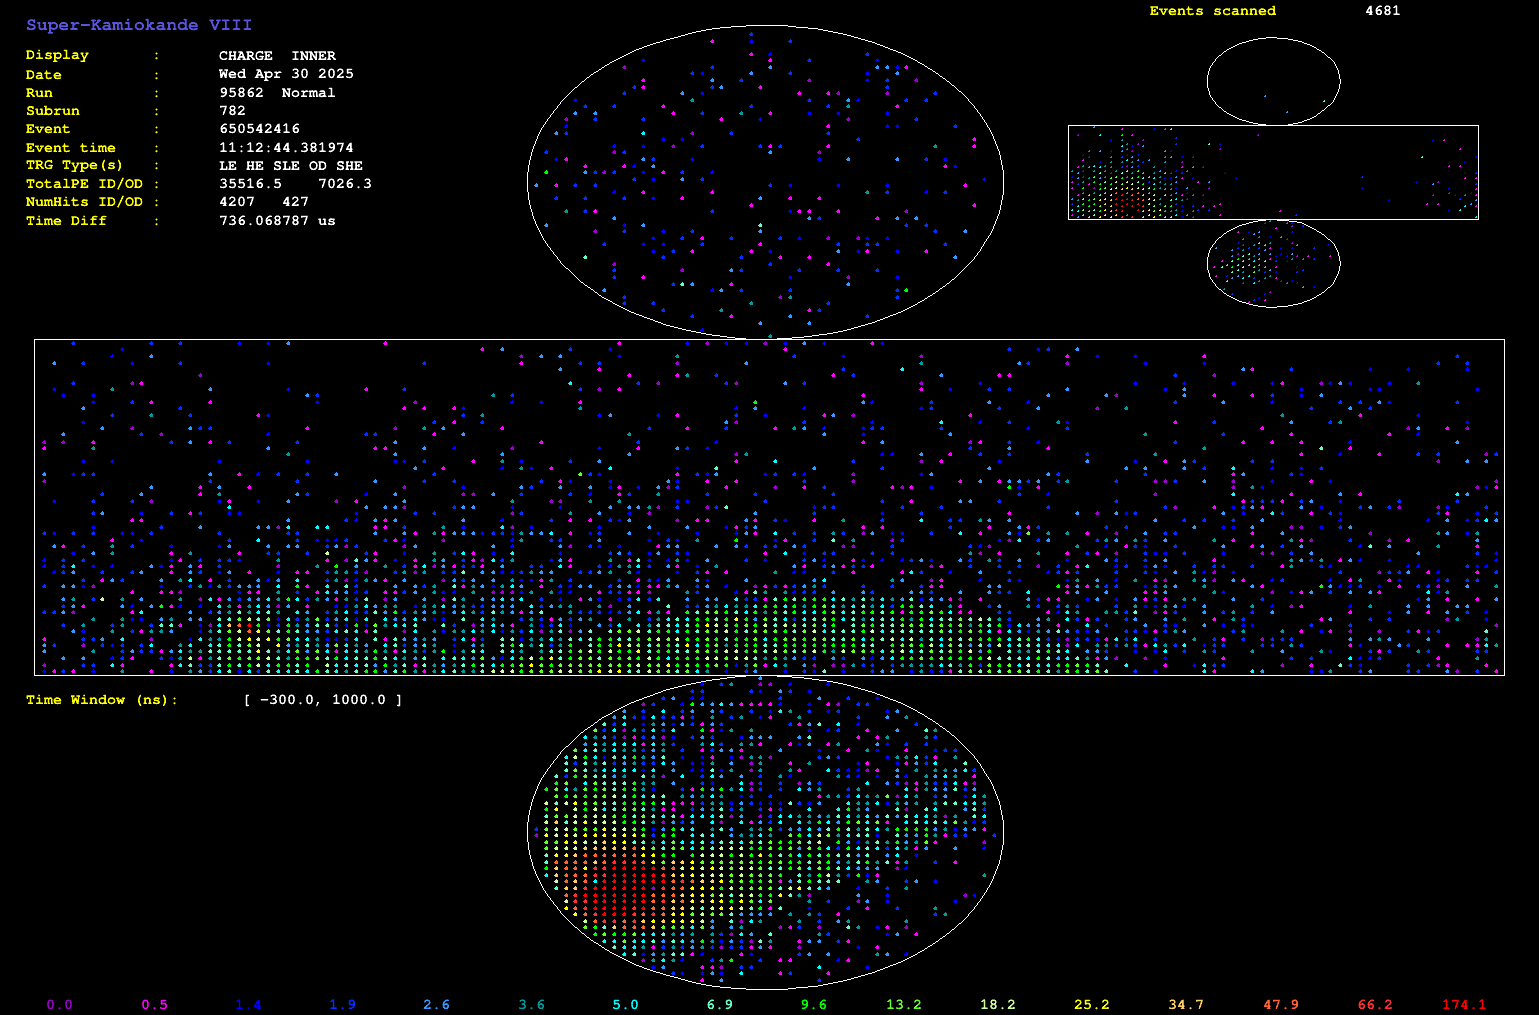 Super-Kamiokande VIII
Events scanned 4681
Display : CHARGE INNER
Date : Wed Apr 30 2025
Run : 95862 Normal
Subrun : 782
Event : 650542416
Event time : 11:12:44.381974
TRG Type(s) : LE HE SLE OD SHE
TotalPE ID/OD : 35516.5 7026.3
NumHits ID/OD : 4207 427
Time Diff : 736.068787 us
Time Window (ns): [ -300.0, 1000.0 ]
0.0 0.5 1.4 1.9 2.6 3.6 5.0 6.9 9.6 13.2 18.2 25.2 34.7 47.9 66.2 174.1